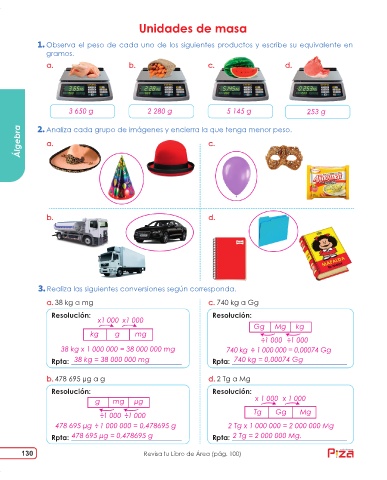 Unidades de masa
1. Observa el peso de cada uno de los siguientes productos y escribe su equivalente en
gramos.
a. b. c. d.
3.65 2.28 5.145 0.253
3 650 g 2 280 g 5 145 g 253 g
Álgebra
2. Analiza cada grupo de imágenes y encierra la que tenga menor peso.
a. c.
b. d.
MAFALDA
3. Realiza las siguientes conversiones según corresponda.
a. 38 kg a mg
Resolución:
x1 000 x1 000
kg g mg
38 kg x 1 000 000 = 38 000 000 mg
Rpta: 38 kg = 38 000 000 mg
c. 740 kg a Gg
Resolución:
Gg Mg kg
÷1 000 ÷1 000
740 kg ÷ 1 000 000 = 0,00074 Gg
Rpta: 740 kg = 0,00074 Gg
b. 478 695 µg a g
Resolución:
g mg µg
÷1 000 ÷1 000
478 695 µg ÷ 1 000 000 = 0,478695 g
Rpta: 478 695 µg = 0,478695 g
d. 2 Tg a Mg
Resolución:
x 1 000 x 1 000
Tg Gg Mg
2 Tg x 1 000 000 = 2 000 000 Mg
Rpta: 2 Tg = 2 000 000 Mg.
130 Revisa tu Libro de Área (pág. 100)